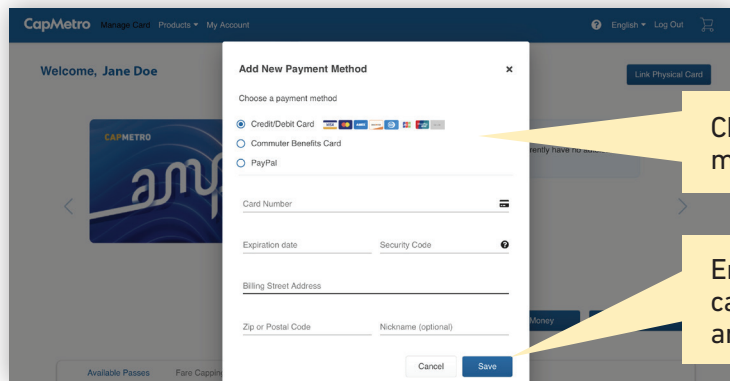 CapMetro Manage Card Products My Account English Log Out
Welcome, Jane Doe
Link Physical Card
CAPMETRO
amp
Add New Payment Method ×
Choose a payment method
Credit/Debit Card
Commuter Benefits Card
PayPal
Card Number
Expiration date Security Code
Billing Street Address
Zip or Postal Code Nickname (optional)
Cancel Save
have no
Money
Available Passes Fare Capping